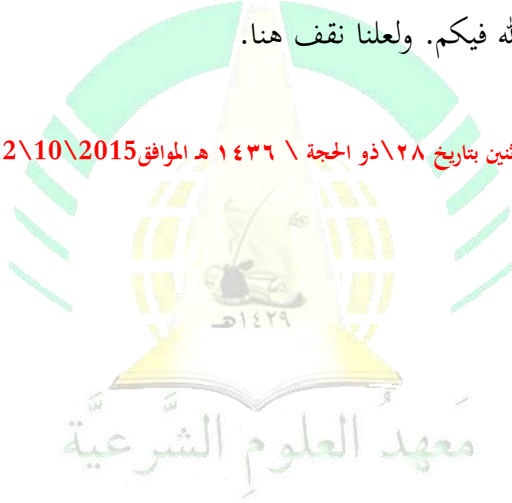 لله فيكم. ولعلنا نقف هنا.
ثنين بتاريخ ٢٨\ذو الحجة \ ١٤٣٦ هـ الموافق2015\10\2
١٤٢٩هـ
مَعهدُ العلومِ الشَّرعيَّة